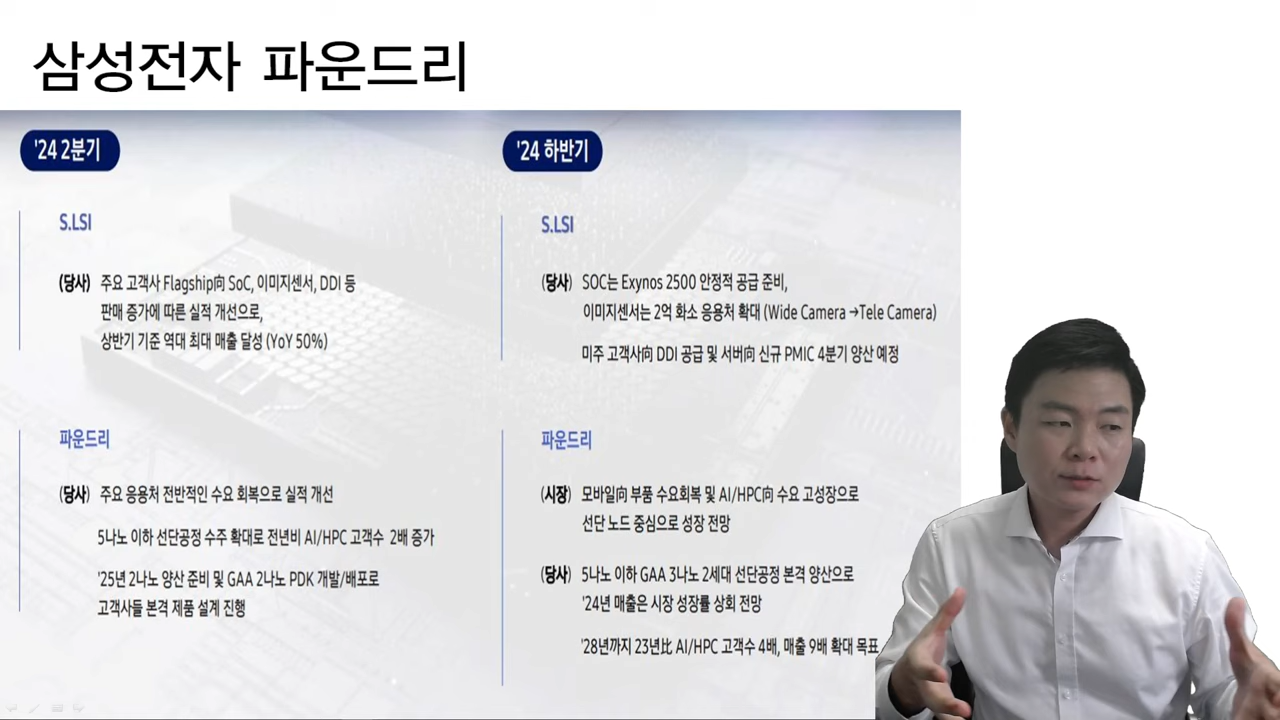 삼성전자 파운드리
'24 2분기
S.LSI
(당사) 주요 고객사 Flagship向 SoC, 이미지센서, DDI 등
판매 증가에 따른 실적 개선으로,
상반기 기준 역대 최대 매출 달성 (YoY 50%)
파운드리
(당사) 주요 응용처 전반적인 수요 회복으로 실적 개선
5나노 이하 선단공정 수주 확대로 전년비 AI/HPC 고객수 2배 증가
'25년 2나노 양산 준비 및 GAA 2나노 PDK 개발/배포로
고객사들 본격 제품 설계 진행
'24 하반기
S.LSI
(당사) SOC는 Exynos 2500 안정적 공급 준비,
이미지센서는 2억 화소 응용처 확대 (Wide Camera →Tele Camera)
미주 고객사向 DDI 공급 및 서버向 신규 PMIC 4분기 양산 예정
파운드리
(시장) 모바일向 부품 수요회복 및 AI/HPC向 수요 고성장으로
선단 노드 중심으로 성장 전망
(당사) 5나노 이하 GAA 3나노 2세대 선단공정 본격 양산으로
'24년 매출은 시장 성장률 상회 전망
'28년까지 23년比 AI/HPC 고객수 4배, 매출 9배 확대 목표